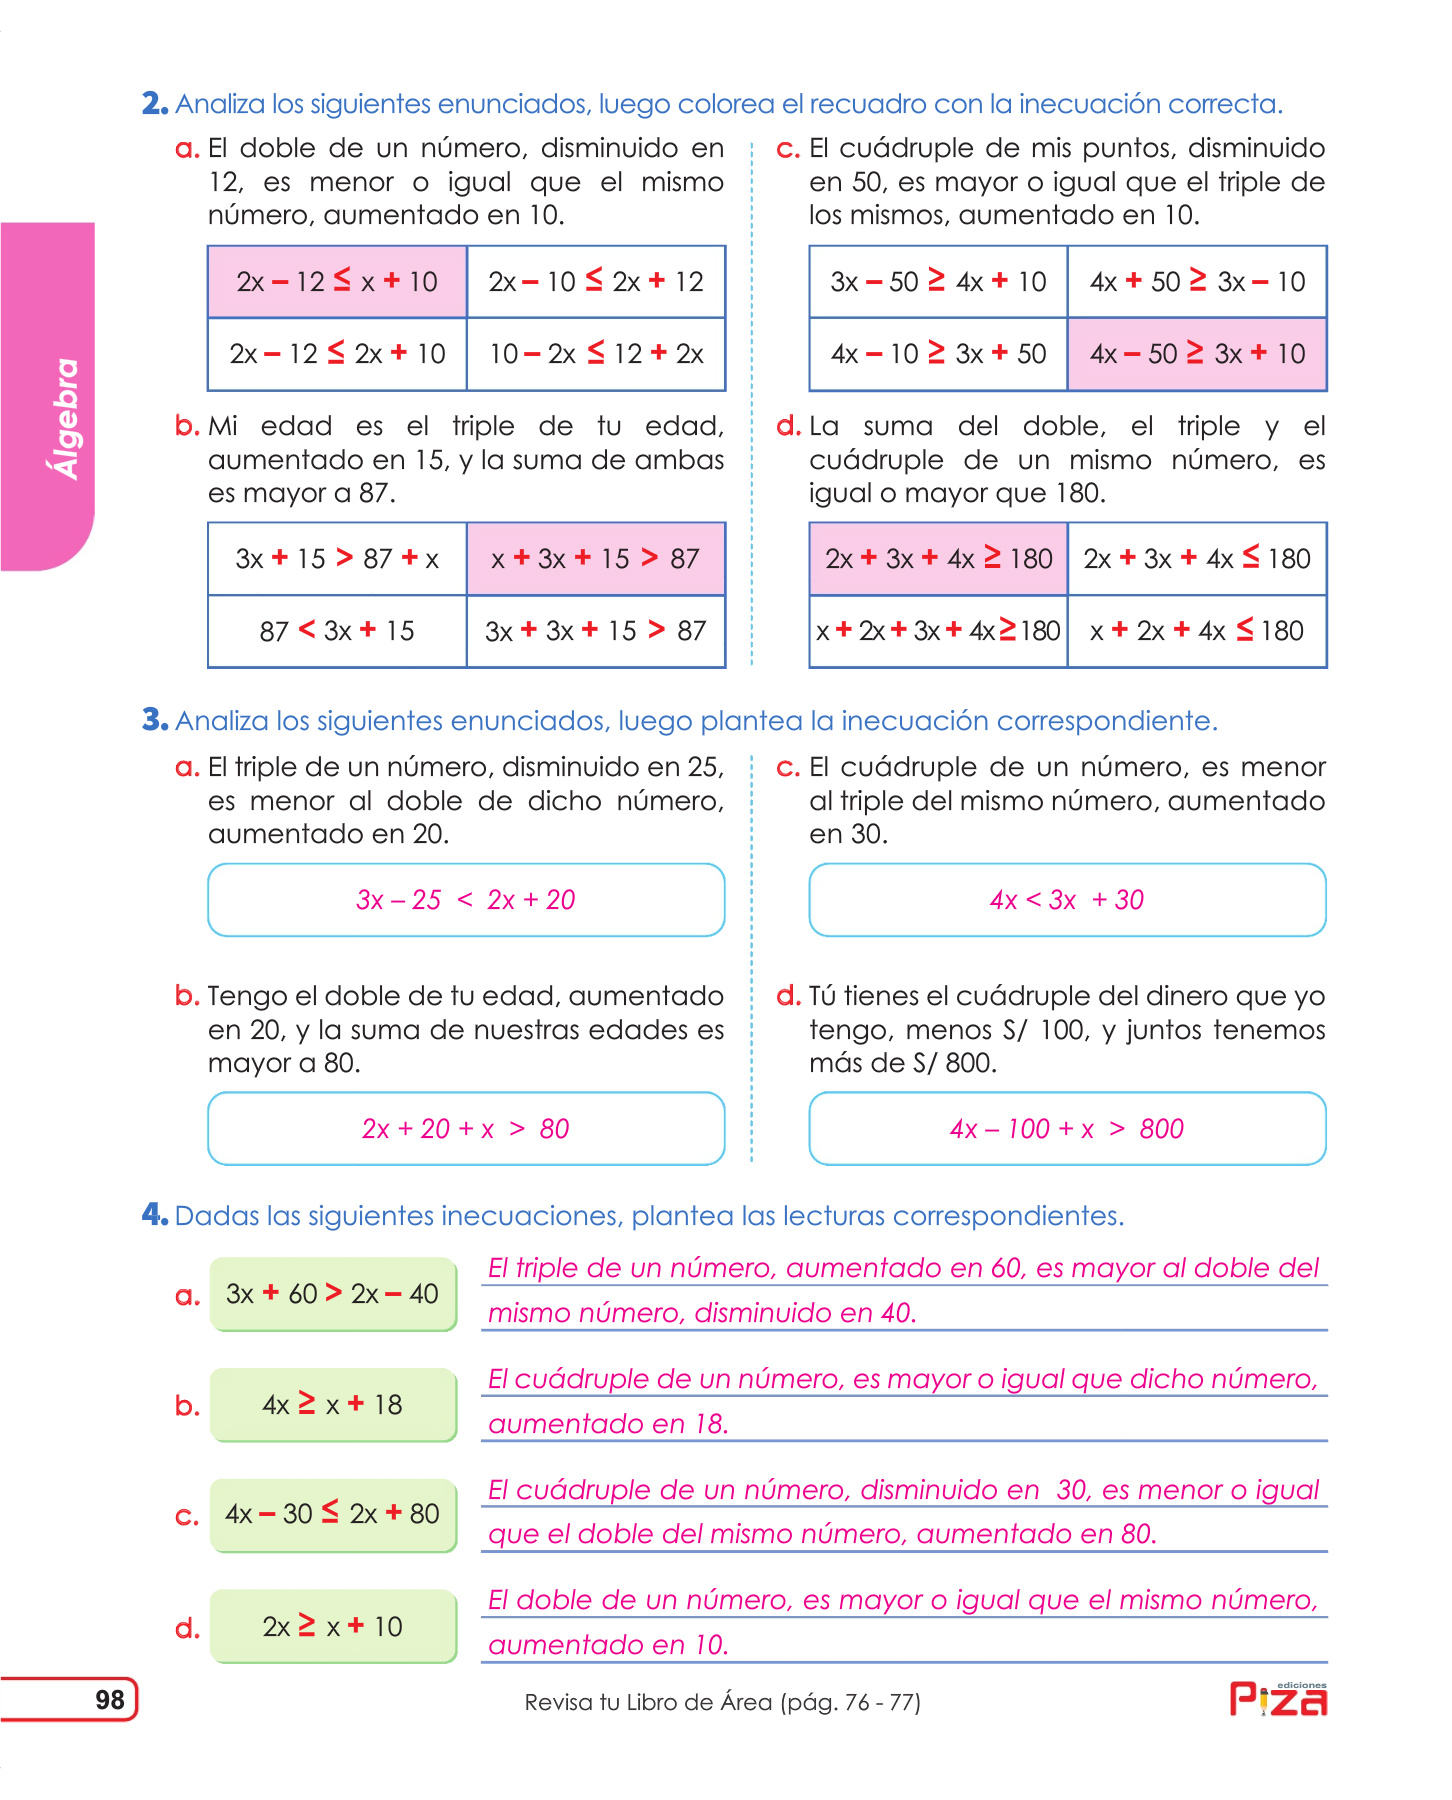 2. Analiza los siguientes enunciados, luego colorea el recuadro con la inecuación correcta.
a. El doble de un número, disminuido en
12, es menor o igual que el mismo
número, aumentado en 10.
2x – 12 ≤ x + 10
2x – 10 ≤ 2x + 12
2x – 12 ≤ 2x + 10
10 – 2x ≤ 12 + 2x
b. Mi edad es el triple de tu edad,
aumentado en 15, y la suma de ambas
es mayor a 87.
3x + 15 > 87 + x
x + 3x + 15 > 87
87 < 3x + 15
3x + 3x + 15 > 87
c. El cuádruple de mis puntos, disminuido
en 50, es mayor o igual que el triple de
los mismos, aumentado en 10.
3x – 50 ≥ 4x + 10
4x + 50 ≥ 3x – 10
4x – 10 ≥ 3x + 50
4x – 50 ≥ 3x + 10
d. La suma del doble, el triple y el
cuádruple de un mismo número, es
igual o mayor que 180.
2x + 3x + 4x ≥ 180
2x + 3x + 4x ≤ 180
x + 2x + 3x + 4x ≥ 180
x + 2x + 4x ≤ 180
Álgebra
3. Analiza los siguientes enunciados, luego plantea la inecuación correspondiente.
a. El triple de un número, disminuido en 25,
es menor al doble de dicho número,
aumentado en 20.
3x – 25 < 2x + 20
b. Tengo el doble de tu edad, aumentado
en 20, y la suma de nuestras edades es
mayor a 80.
2x + 20 + x > 80
c. El cuádruple de un número, es menor
al triple del mismo número, aumentado
en 30.
4x < 3x + 30
d. Tú tienes el cuádruple del dinero que yo
tengo, menos S/ 100, y juntos tenemos
más de S/ 800.
4x – 100 + x > 800
4. Dadas las siguientes inecuaciones, plantea las lecturas correspondientes.
a. 3x + 60 > 2x – 40
El triple de un número, aumentado en 60, es mayor al doble del
mismo número, disminuido en 40.
b. 4x ≥ x + 18
El cuádruple de un número, es mayor o igual que dicho número,
aumentado en 18.
c. 4x – 30 ≤ 2x + 80
El cuádruple de un número, disminuido en 30, es menor o igual
que el doble del mismo número, aumentado en 80.
d. 2x ≥ x + 10
El doble de un número, es mayor o igual que el mismo número,
aumentado en 10.
98
Revisa tu Libro de Área (pág. 76 - 77)
ediciones
Piza